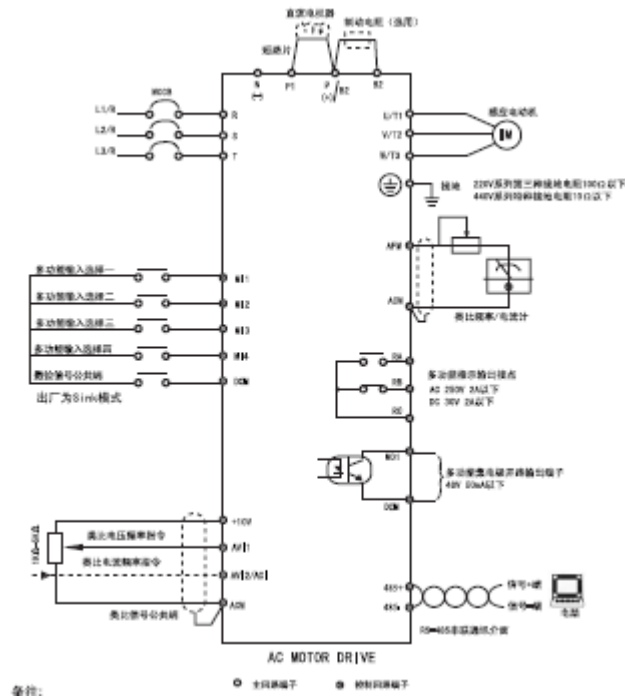 直流电抗器
制动电阻 (选用)
短路片
N
(-)
P1
P
(+)/B2
B2
MCCB
L1/R
L2/R
L3/R
R
S
T
U/T1
V/T2
W/T3
感应电动机
IM
接地
220V系列第三种接地电阻100Ω以下
440V系列特种接地电阻10Ω以下
AFM
ACM
类比频率/电流计
多功能输入选择一
多功能输入选择二
多功能输入选择三
多功能输入选择四
数位信号公共端
出厂为Sink模式
MI1
MI2
MI3
MI4
DCM
RA
RB
RC
多功能指示输出接点
AC 250V 2A以下
DC 30V 2A以下
MO1
DCM
多功能集电极开路输出端子
48V 50mA以下
+10V
类比电压频率指令
AVI1
类比电流频率指令
AVI2/ACI
类比信号公共端
ACM
485+
485-
信号+端
信号-端
电脑
RS-485串联通讯介面
AC MOTOR DRIVE
主回路端子
控制回路端子
备注: